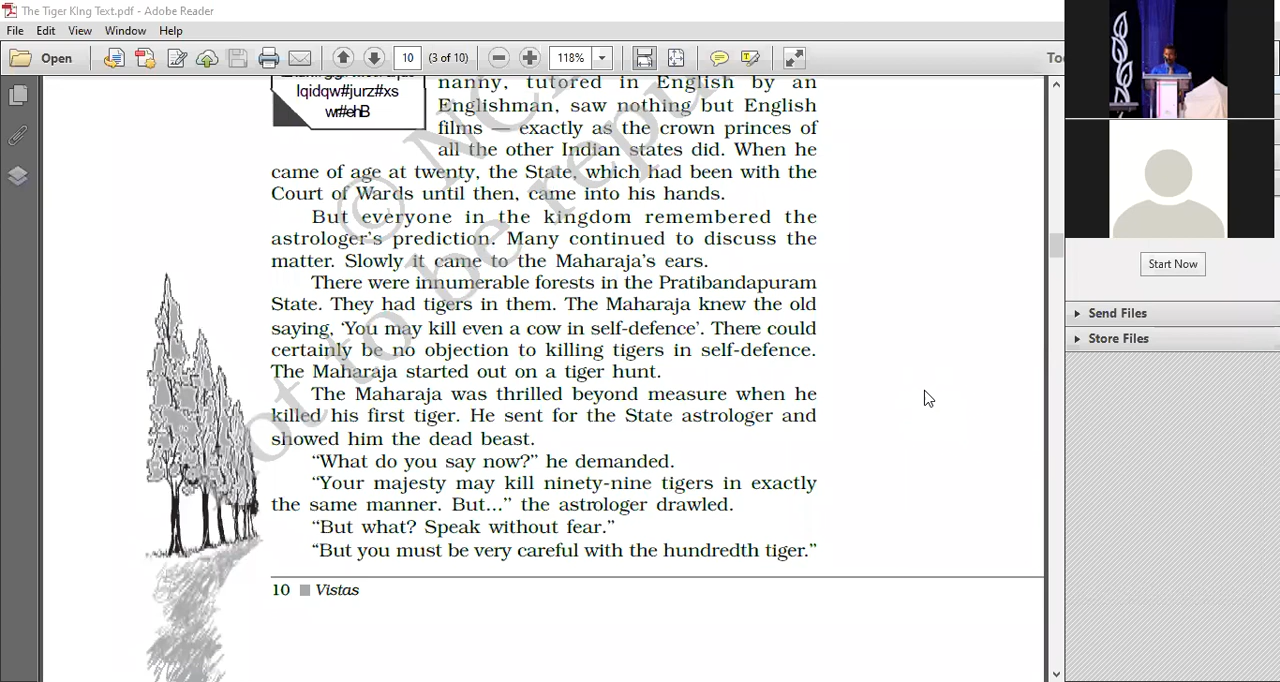 The Tiger KIng Text.pdf - Adobe Reader
File Edit View Window Help
Open 10 (3 of 10) 118%
lqidqw#jurz#xs
wr#ehB
nanny, tutored in English by an
Englishman, saw nothing but English
films — exactly as the crown princes of
all the other Indian states did. When he
came of age at twenty, the State, which had been with the
Court of Wards until then, came into his hands.
But everyone in the kingdom remembered the
astrologer's prediction. Many continued to discuss the
matter. Slowly it came to the Maharaja's ears.
There were innumerable forests in the Pratibandapuram
State. They had tigers in them. The Maharaja knew the old
saying, 'You may kill even a cow in self-defence'. There could
certainly be no objection to killing tigers in self-defence.
The Maharaja started out on a tiger hunt.
The Maharaja was thrilled beyond measure when he
killed his first tiger. He sent for the State astrologer and
showed him the dead beast.
“What do you say now?” he demanded.
“Your majesty may kill ninety-nine tigers in exactly
the same manner. But...” the astrologer drawled.
“But what? Speak without fear.”
“But you must be very careful with the hundredth tiger.”
10 Vistas
Start Now
Send Files
Store Files